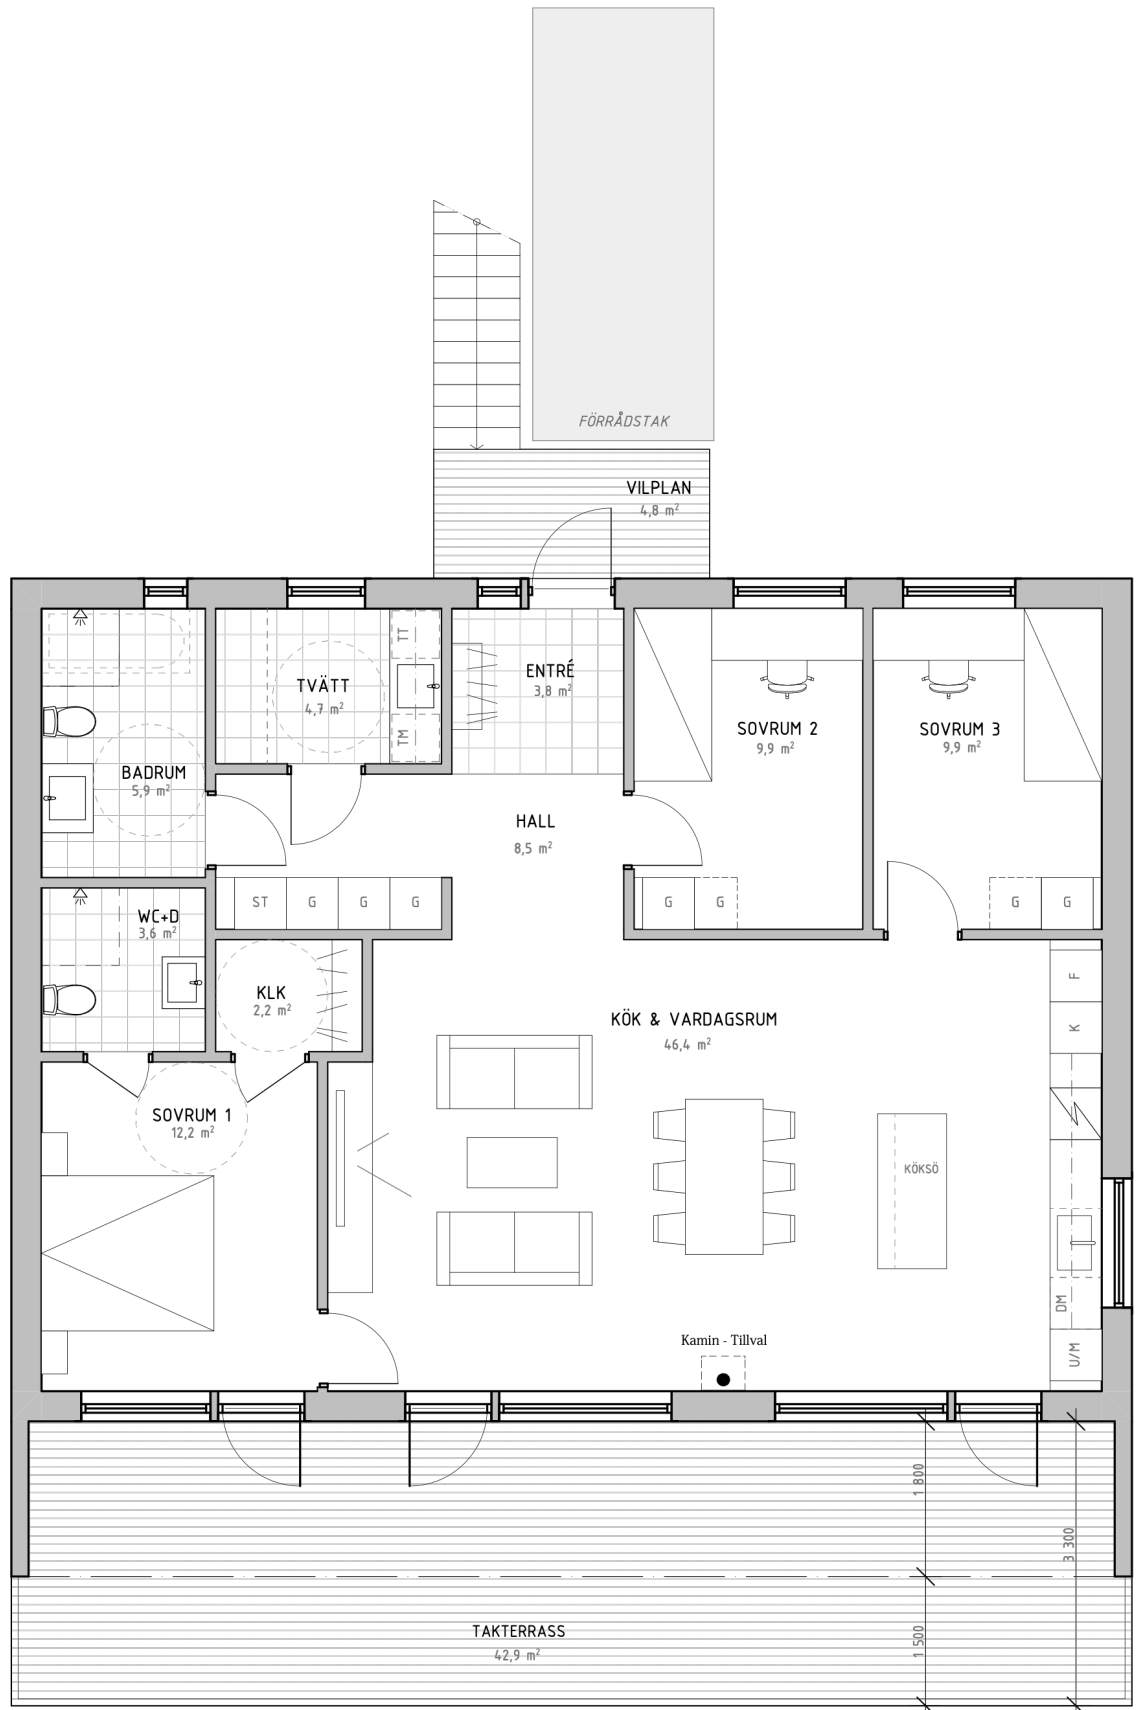 FÖRRÅDSTAK
VILPLAN
4,8 m²
TT
TVÄTT
4,7 m²
TM
ENTRÉ
3,8 m²
SOVRUM 2
9,9 m²
SOVRUM 3
9,9 m²
BADRUM
5,9 m²
HALL
8,5 m²
ST G G G
G G
G G
WC+D
3,6 m²
KLK
2,2 m²
F
K
KÖK & VARDAGSRUM
46,4 m²
SOVRUM 1
12,2 m²
KÖKSÖ
DM
U/M
Kamin - Tillval
1 800
3 300
1 500
TAKTERRASS
42,9 m²